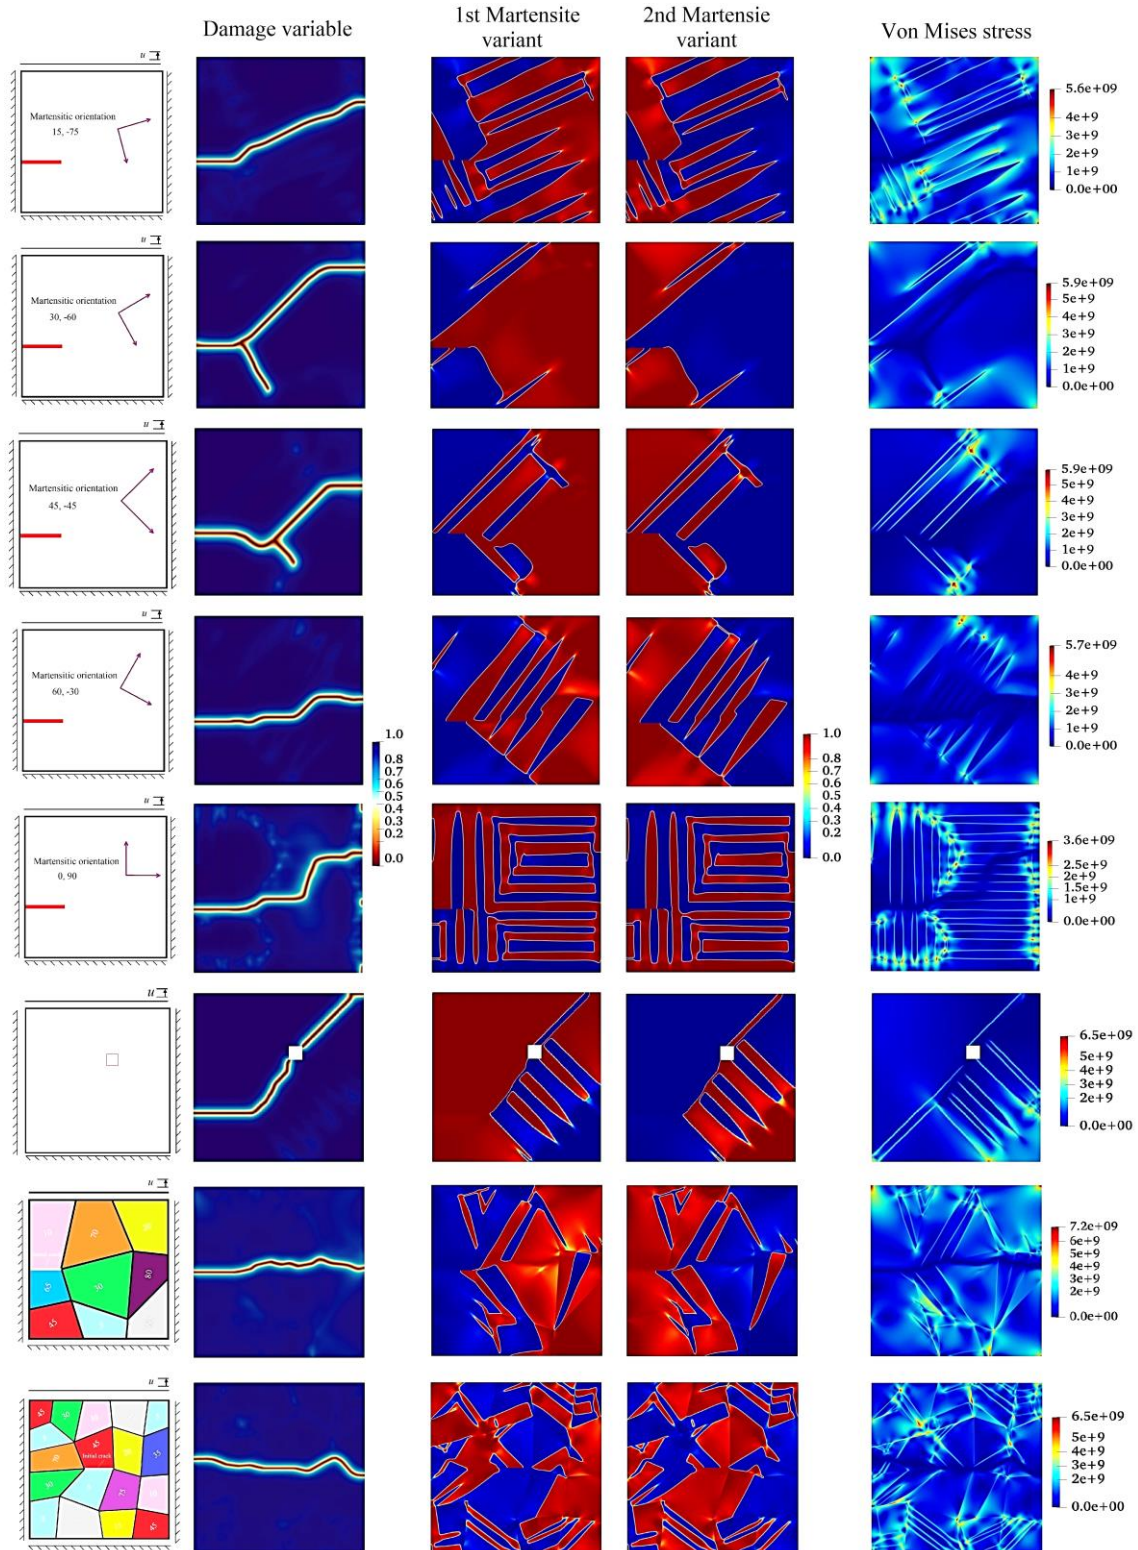 Damage variable
1st Martensite
variant
2nd Martensie
variant
Von Mises stress
u
Martensitic orientation
15, -75
5.6e+09
4e+9
3e+9
2e+9
1e+9
0.0e+00
u
Martensitic orientation
30, -60
5.9e+09
5e+9
4e+9
3e+9
2e+9
1e+9
0.0e+00
u
Martensitic orientation
45, -45
5.9e+09
5e+9
4e+9
3e+9
2e+9
1e+9
0.0e+00
u
Martensitic orientation
60, -30
5.7e+09
4e+9
3e+9
2e+9
1e+9
0.0e+00
1.0
0.8
0.7
0.6
0.5
0.4
0.3
0.2
0.0
1.0
0.8
0.7
0.6
0.5
0.4
0.3
0.2
0.0
u
Martensitic orientation
0, 90
3.6e+09
2.5e+9
2e+9
1.5e+9
1e+9
0.0e+00
u
6.5e+09
5e+9
4e+9
3e+9
2e+9
0.0e+00
u
70
80
45
7.2e+09
6e+9
5e+9
4e+9
3e+9
2e+9
0.0e+00
u
45
45
Initial crack
75
45
6.5e+09
5e+9
4e+9
3e+9
2e+9
0.0e+00